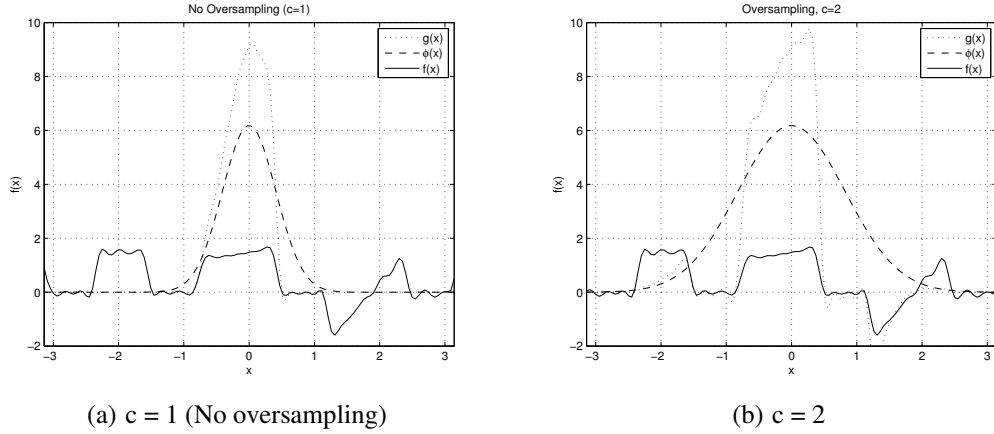 No Oversampling (c=1)
10
8
6
4
2
0
−2
−3
−2
−1
0
1
2
3
x
f(x)
g(x)
ϕ(x)
f(x)
(a) c = 1 (No oversampling)
Oversampling, c=2
10
8
6
4
2
0
−2
−3
−2
−1
0
1
2
3
x
f(x)
g(x)
ϕ(x)
f(x)
(b) c = 2